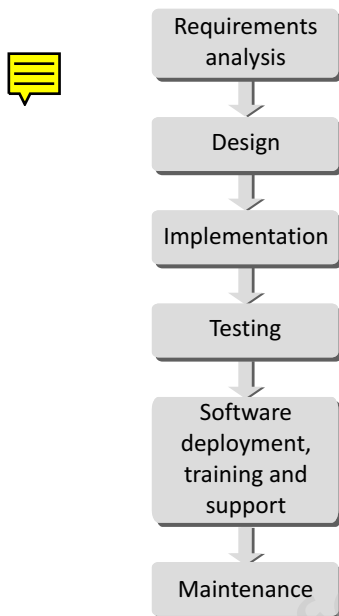 Requirements
analysis
Design
Implementation
Testing
Software
deployment,
training and
support
Maintenance